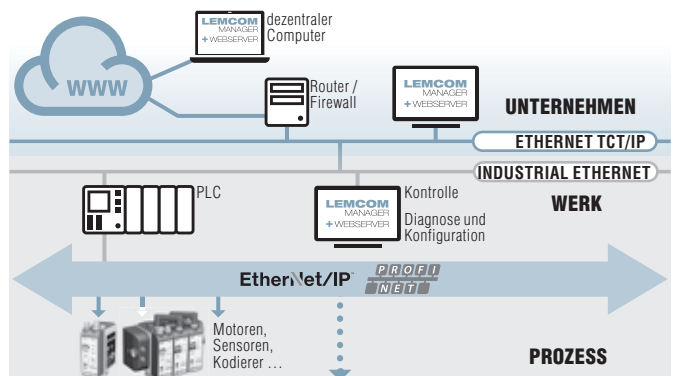 LEMCOM
MANAGER
+ WEBSERVER
dezentraler
Computer
WWW
Router /
Firewall
LEMCOM
MANAGER
+ WEBSERVER
UNTERNEHMEN
ETHERNET TCT/IP
INDUSTRIAL ETHERNET
PLC
LEMCOM
MANAGER
+ WEBSERVER
Kontrolle
Diagnose und
Konfiguration
WERK
EtherNet/IP™
PROFI
NET
Motoren,
Sensoren,
Kodierer ...
PROZESS